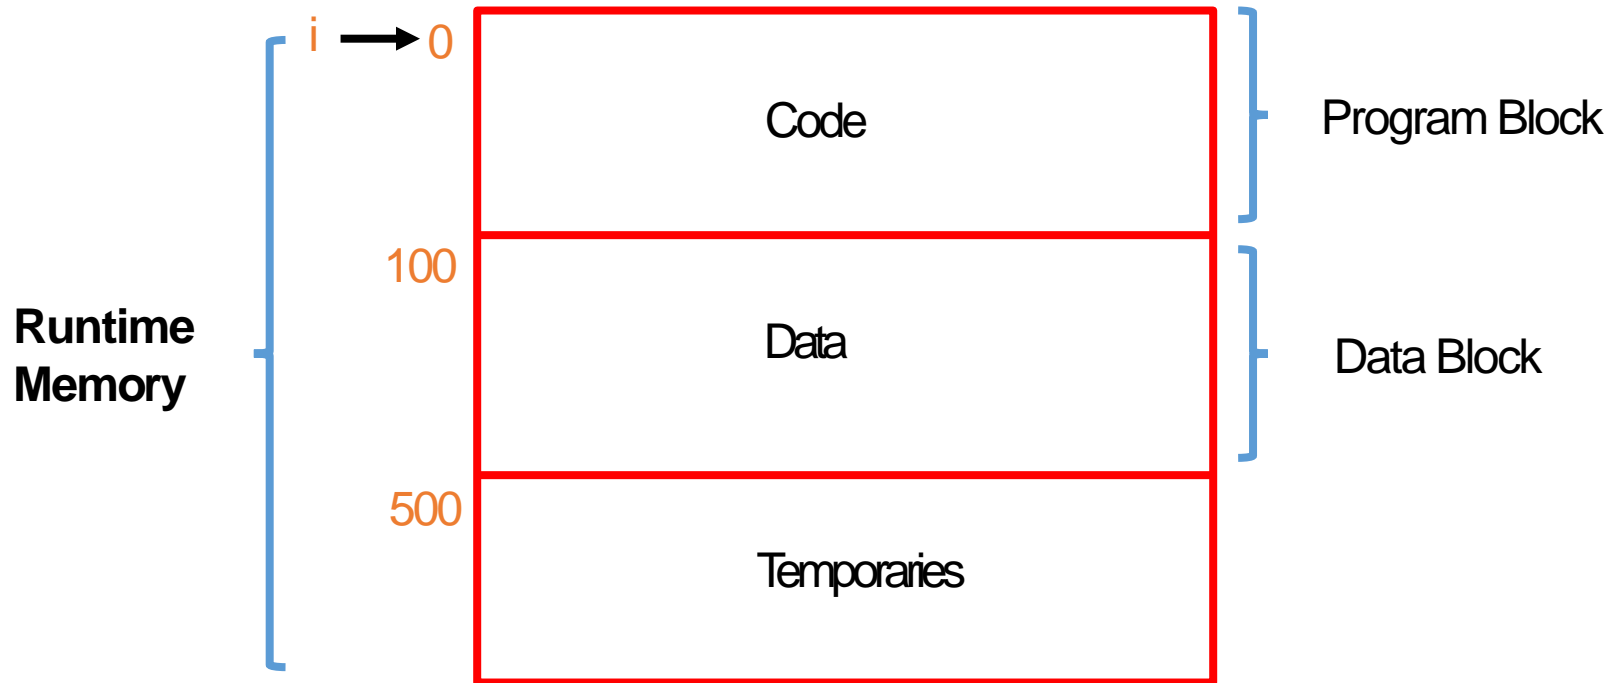 i
0
Code
Program Block
100
Data
Runtime
Memory
Data Block
500
Temporaries